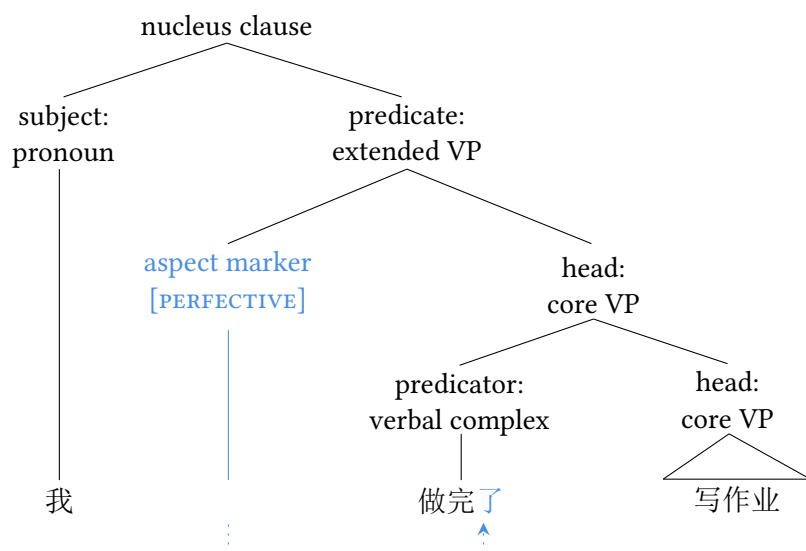 nucleus clause
subject:
pronoun
predicate:
extended VP
aspect marker
[PERFECTIVE]
head:
core VP
predicator:
verbal complex
head:
core VP
我
做完了
写作业